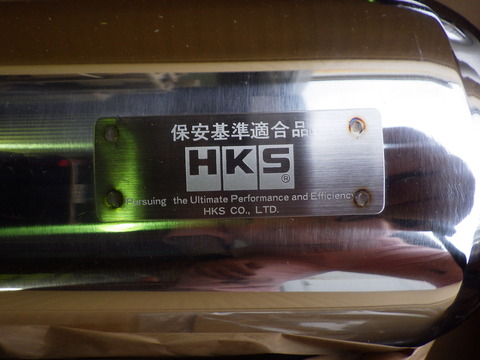 保安基準適合品
HKS®
Pursuing the Ultimate Performance and Efficiency
HKS CO., LTD.